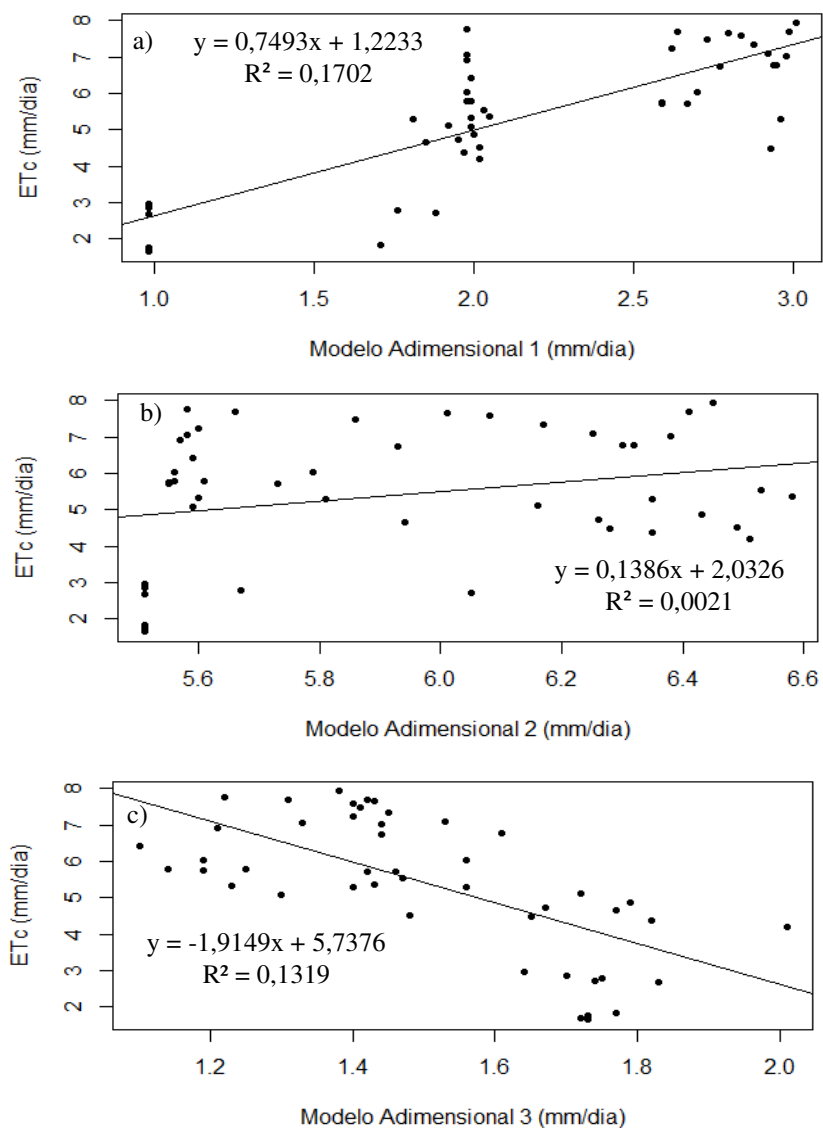 a)
y = 0,7493x + 1,2233
R² = 0,1702
8
7
6
5
4
3
2
ETc (mm/dia)
1.0 1.5 2.0 2.5 3.0
Modelo Adimensional 1 (mm/dia)
b)
8
7
6
5
4
3
2
ETc (mm/dia)
y = 0,1386x + 2,0326
R² = 0,0021
5.6 5.8 6.0 6.2 6.4 6.6
Modelo Adimensional 2 (mm/dia)
c)
8
7
6
5
4
3
2
ETc (mm/dia)
y = -1,9149x + 5,7376
R² = 0,1319
1.2 1.4 1.6 1.8 2.0
Modelo Adimensional 3 (mm/dia)